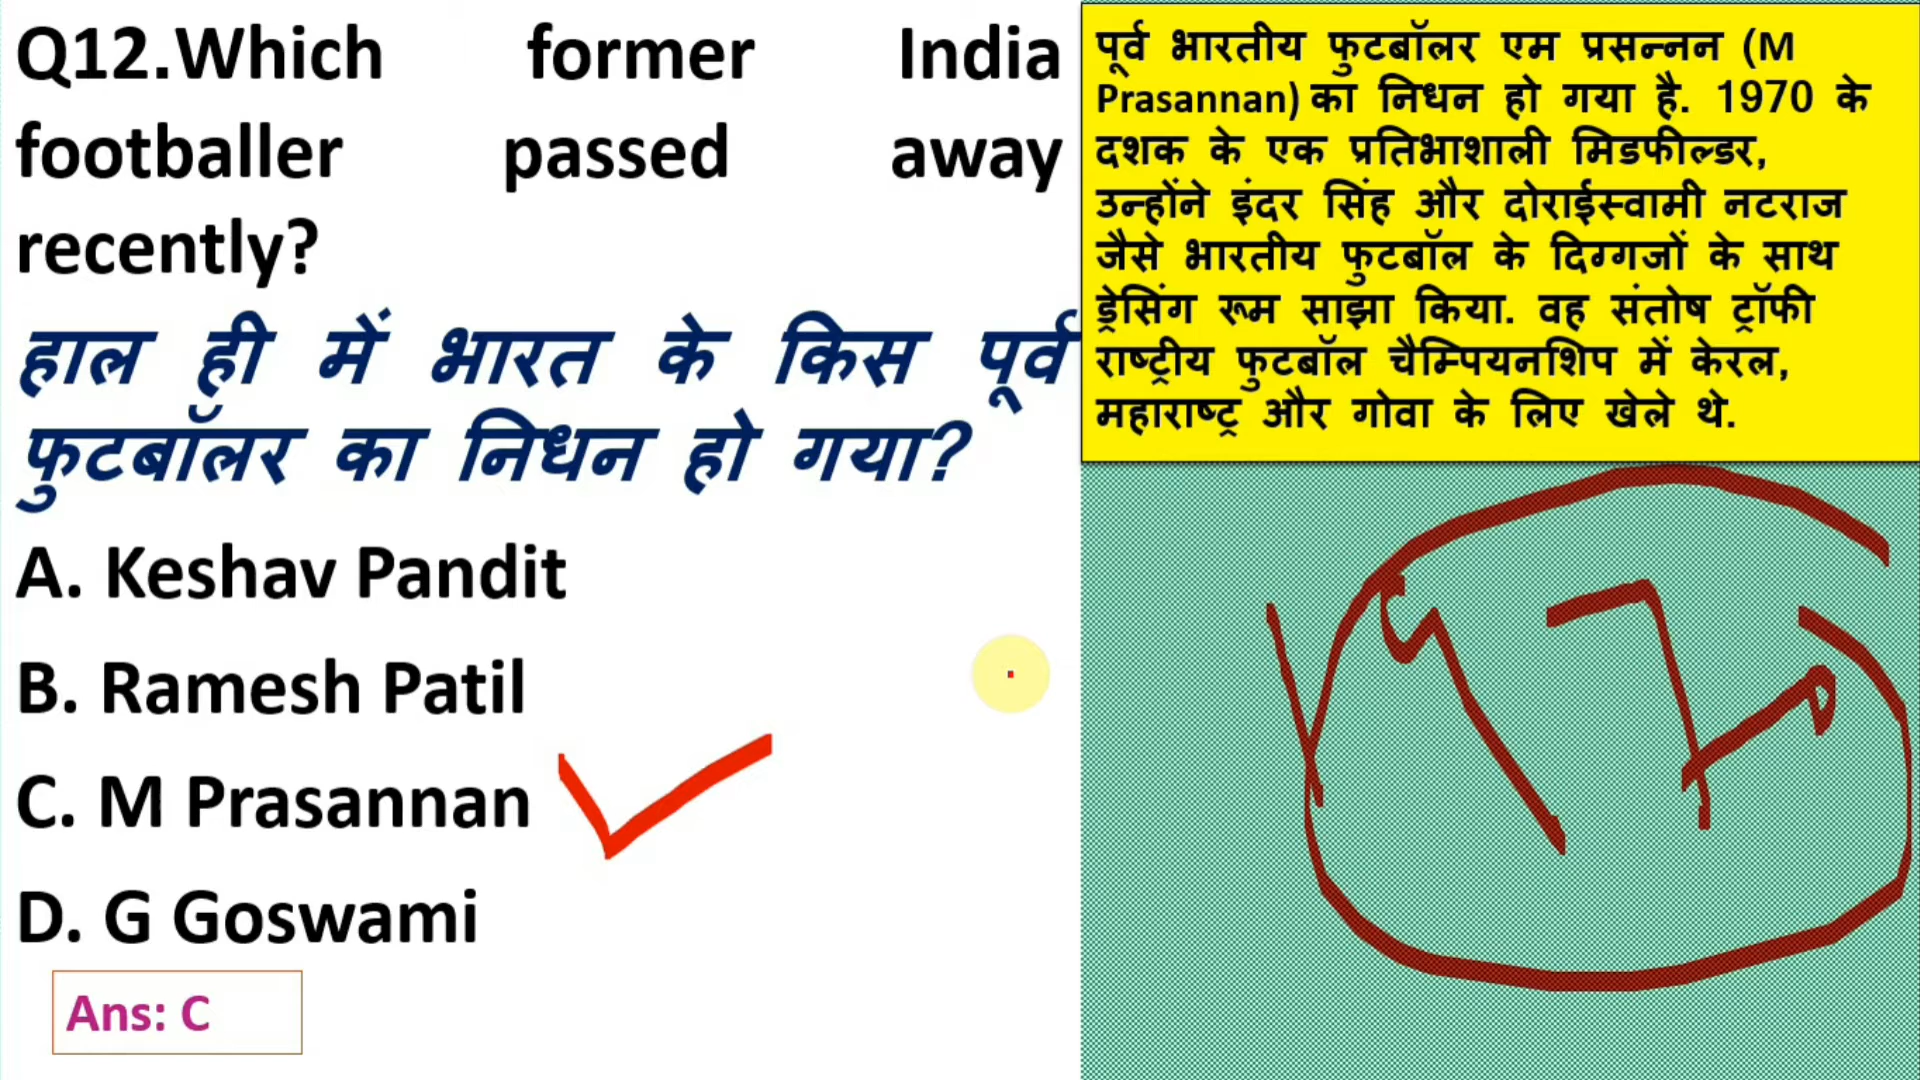 Q12.Which former India
footballer passed away
recently?
हाल ही में भारत के किस पूर्व
फुटबॉलर का निधन हो गया?
A. Keshav Pandit
B. Ramesh Patil
C. M Prasannan
D. G Goswami
Ans: C
पूर्व भारतीय फुटबॉलर एम प्रसन्नन (M
Prasannan) का निधन हो गया है. 1970 के
दशक के एक प्रतिभाशाली मिडफील्डर,
उन्होंने इंदर सिंह और दोराईस्वामी नटराज
जैसे भारतीय फुटबॉल के दिग्गजों के साथ
ड्रेसिंग रूम साझा किया. वह संतोष ट्रॉफी
राष्ट्रीय फुटबॉल चैम्पियनशिप में केरल,
महाराष्ट्र और गोवा के लिए खेले थे.